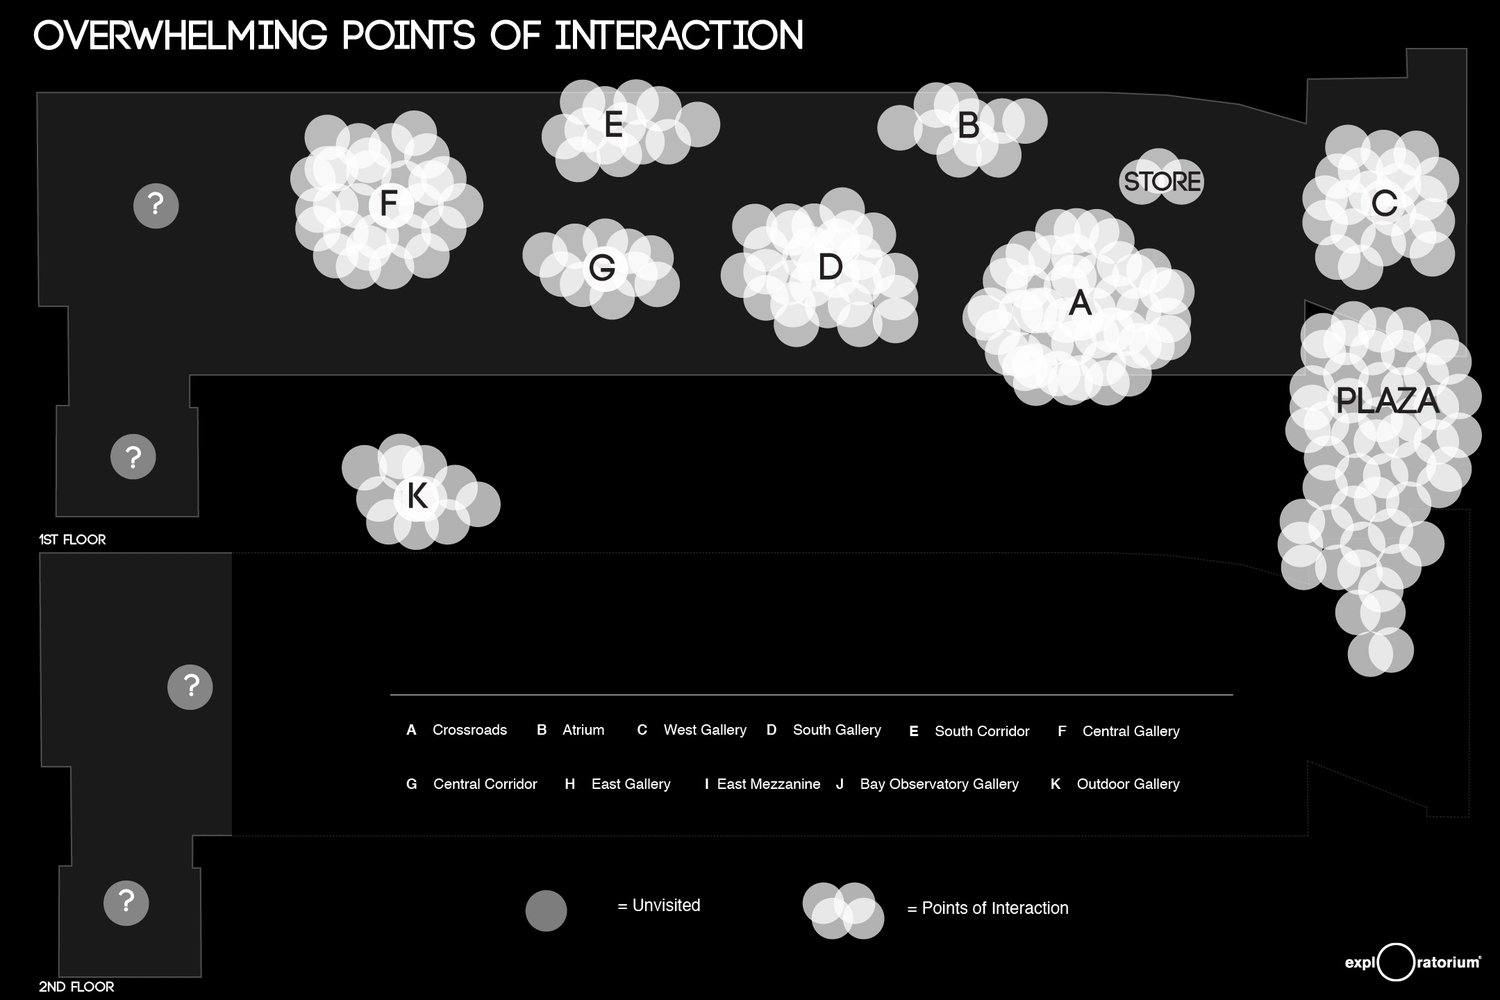 OVERWHELMING POINTS OF INTERACTION
E
B
STORE
F
C
G
D
A
?
PLAZA
?
K
1ST FLOOR
?
A Crossroads B Atrium C West Gallery D South Gallery E South Corridor F Central Gallery
G Central Corridor H East Gallery I East Mezzanine J Bay Observatory Gallery K Outdoor Gallery
?
= Unvisited
= Points of Interaction
explOratorium
2ND FLOOR